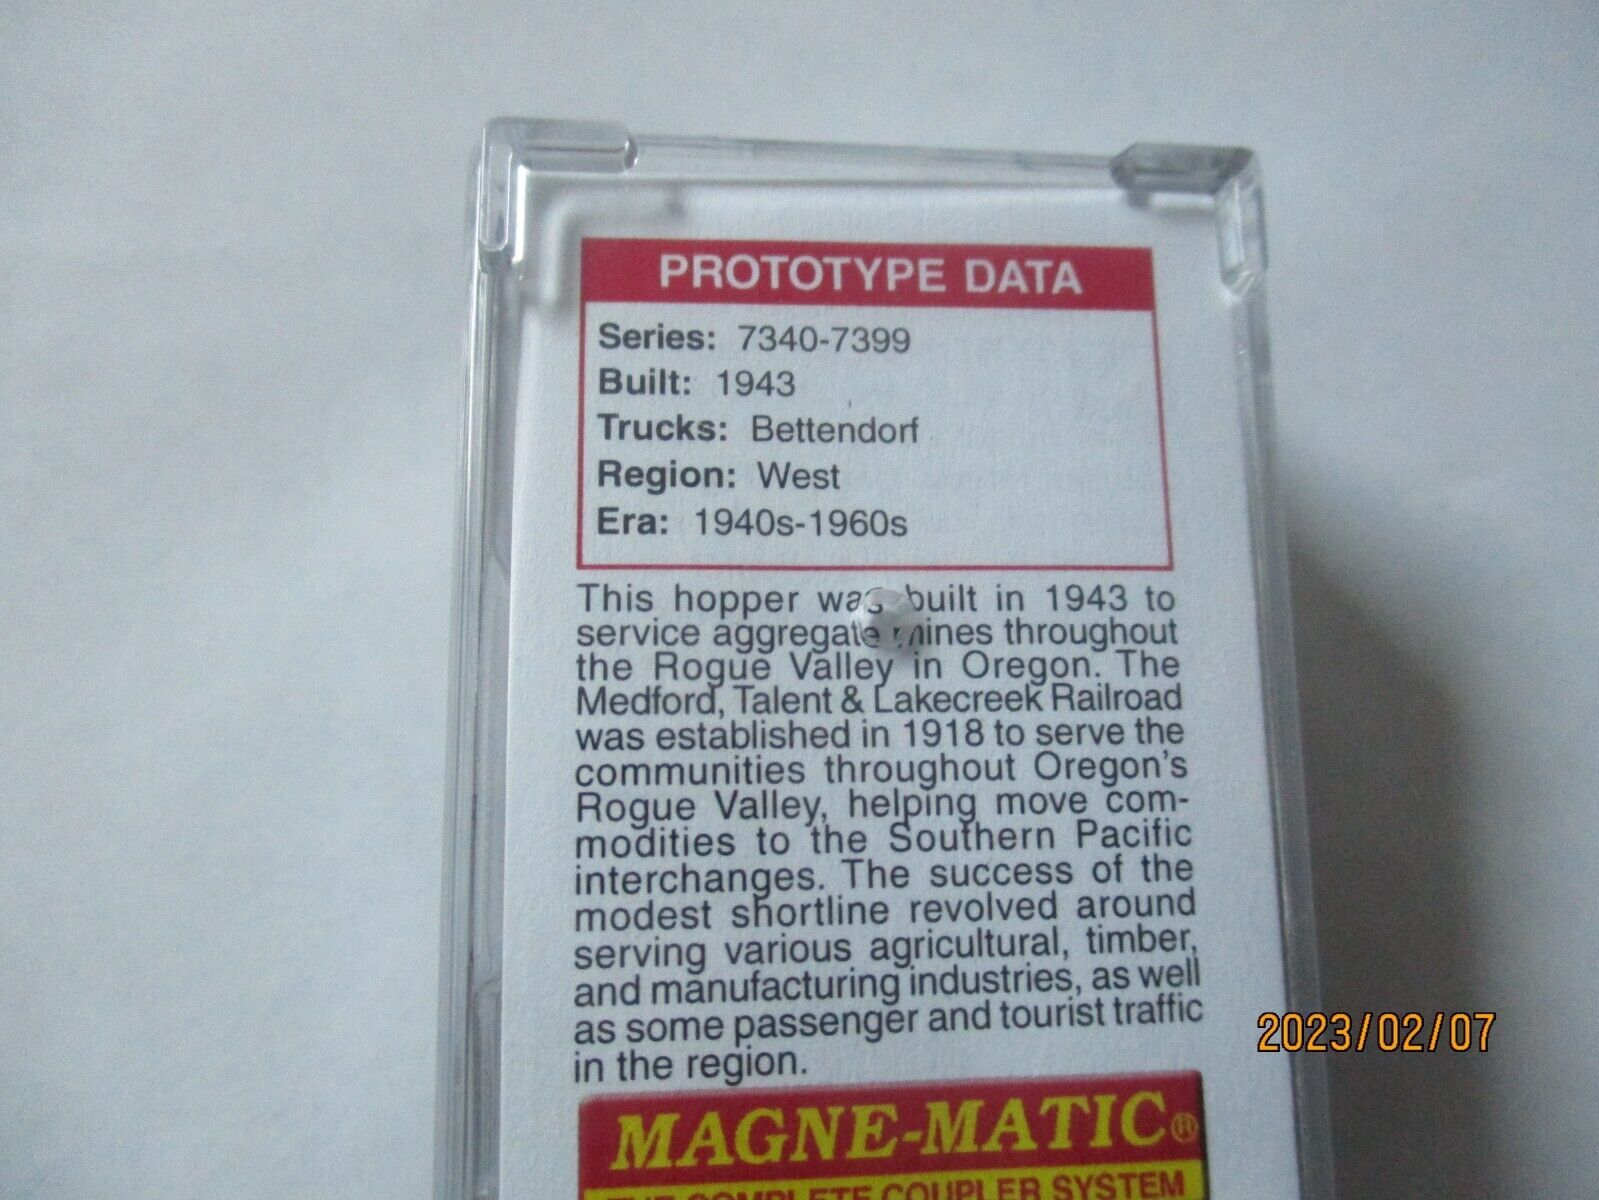 PROTOTYPE DATA
Series: 7340-7399
Built: 1943
Trucks: Bettendorf
Region: West
Era: 1940s-1960s
This hopper was built in 1943 to
service aggregate mines throughout
the Rogue Valley in Oregon. The
Medford, Talent & Lakecreek Railroad
was established in 1918 to serve the
communities throughout Oregon's
Rogue Valley, helping move com-
modities to the Southern Pacific
interchanges. The success of the
modest shortline revolved around
serving various agricultural, timber,
and manufacturing industries, as well
as some passenger and tourist traffic
in the region.
2023/02/07
MAGNE-MATIC®
THE COMPLETE COUPLER SYSTEM